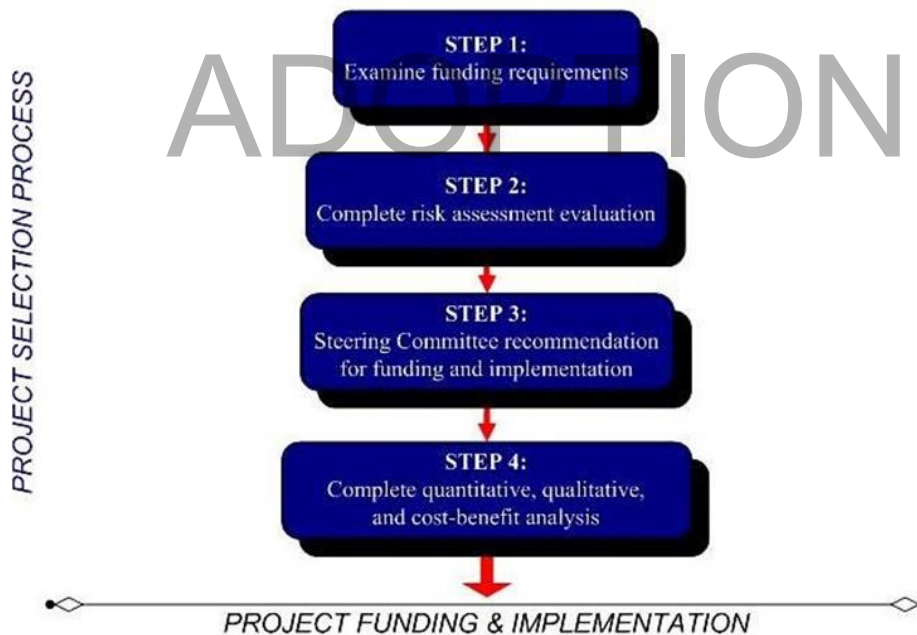 PROJECT SELECTION PROCESS
ADOPTION
STEP 1:
Examine funding requirements
STEP 2:
Complete risk assessment evaluation
STEP 3:
Steering Committee recommendation
for funding and implementation
STEP 4:
Complete quantitative, qualitative,
and cost-benefit analysis
PROJECT FUNDING & IMPLEMENTATION